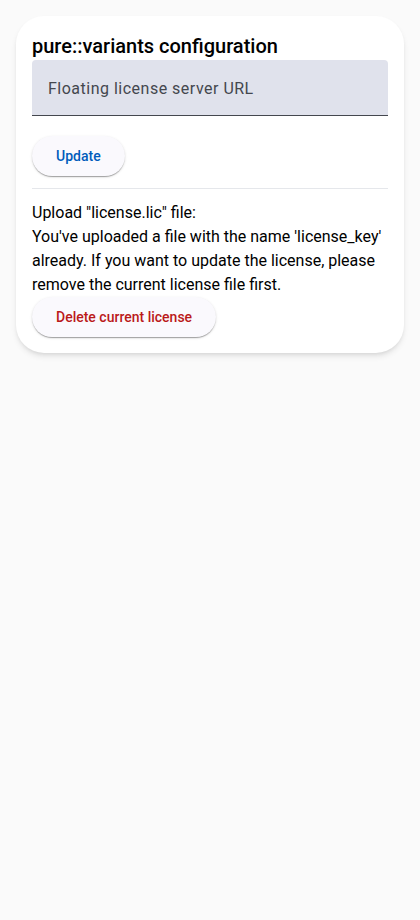 pure::variants configuration
Floating license server URL
Update
Upload "license.lic" file:
You've uploaded a file with the name 'license_key'
already. If you want to update the license, please
remove the current license file first.
Delete current license